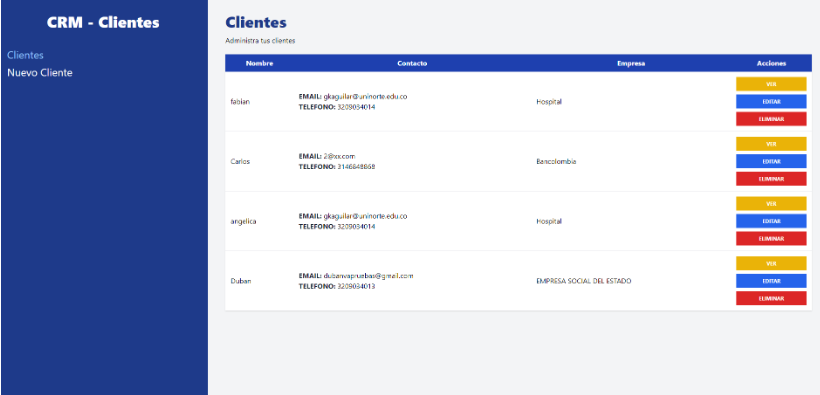 CRM - Clientes
Clientes
Nuevo Cliente
Clientes
Administra tus clientes
Nombre Contacto Empresa Acciones
fabian EMAIL: gkaguilar@uninorte.edu.co TELEFONO: 3209034014 Hospital VER EDITAR ELIMINAR
Carlos EMAIL: 2@xx.com TELEFONO: 3146848868 Bancolombia VER EDITAR ELIMINAR
angelica EMAIL: gkaguilar@uninorte.edu.co TELEFONO: 3209034014 Hospital VER EDITAR ELIMINAR
Duban EMAIL: dubanvapruebas@gmail.com TELEFONO: 3209034013 EMPRESA SOCIAL DEL ESTADO VER EDITAR ELIMINAR